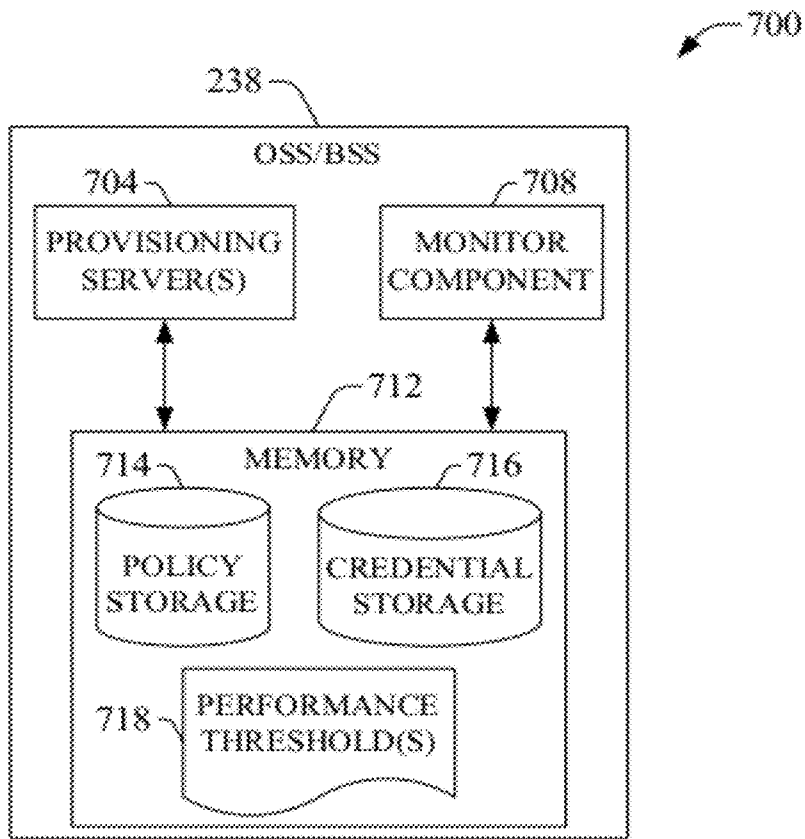 700
238
OSS/BSS
704
708
PROVISIONING
SERVER(S)
MONITOR
COMPONENT
712
MEMORY
714
716
POLICY
STORAGE
CREDENTIAL
STORAGE
718
PERFORMANCE
THRESHOLD(S)